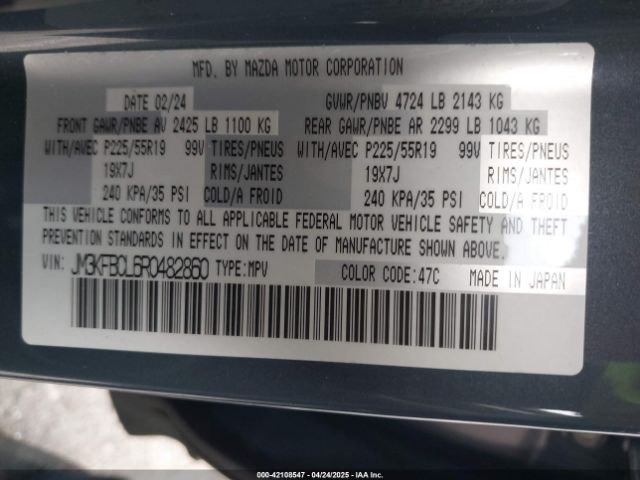 MFD. BY MAZDA MOTOR CORPORATION
DATE 02/24 GVWR/PNBV 4724 LB 2143 KG
FRONT GAWR/PNBE AV 2425 LB 1100 KG REAR GAWR/PNBE AR 2299 LB 1043 KG
WITH/AVEC P225/55R19 99V TIRES/PNEUS WITH/AVEC P225/55R19 99V TIRES/PNEUS
19X7J RIMS/JANTES 19X7J RIMS/JANTES
240 KPA/35 PSI COLD/A FROID 240 KPA/35 PSI COLD/A FROID
THIS VEHICLE CONFORMS TO ALL APPLICABLE FEDERAL MOTOR VEHICLE SAFETY AND THEFT
PREVENTION STANDARDS IN EFFECT ON THE DATE OF MANUFACTURE SHOWN ABOVE.
VIN: JM3KFBCL6R0482860 TYPE: MPV COLOR CODE: 47C MADE IN JAPAN
000-42108547 - 04/24/2025 - IAAI.com